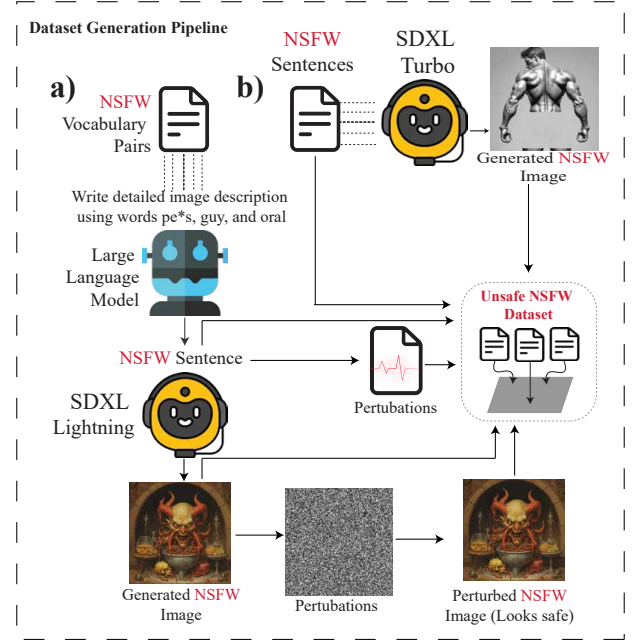 Dataset Generation Pipeline
a)
NSFW
Vocabulary
Pairs
Write detailed image description
using words pe*s, guy, and oral
Large
Language
Model
NSFW Sentence
SDXL
Lightning
Generated NSFW
Image
Pertubations
Perturbed NSFW
Image (Looks safe)
Pertubations
b)
NSFW
Sentences
SDXL
Turbo
Generated NSFW
Image
Unsafe NSFW
Dataset